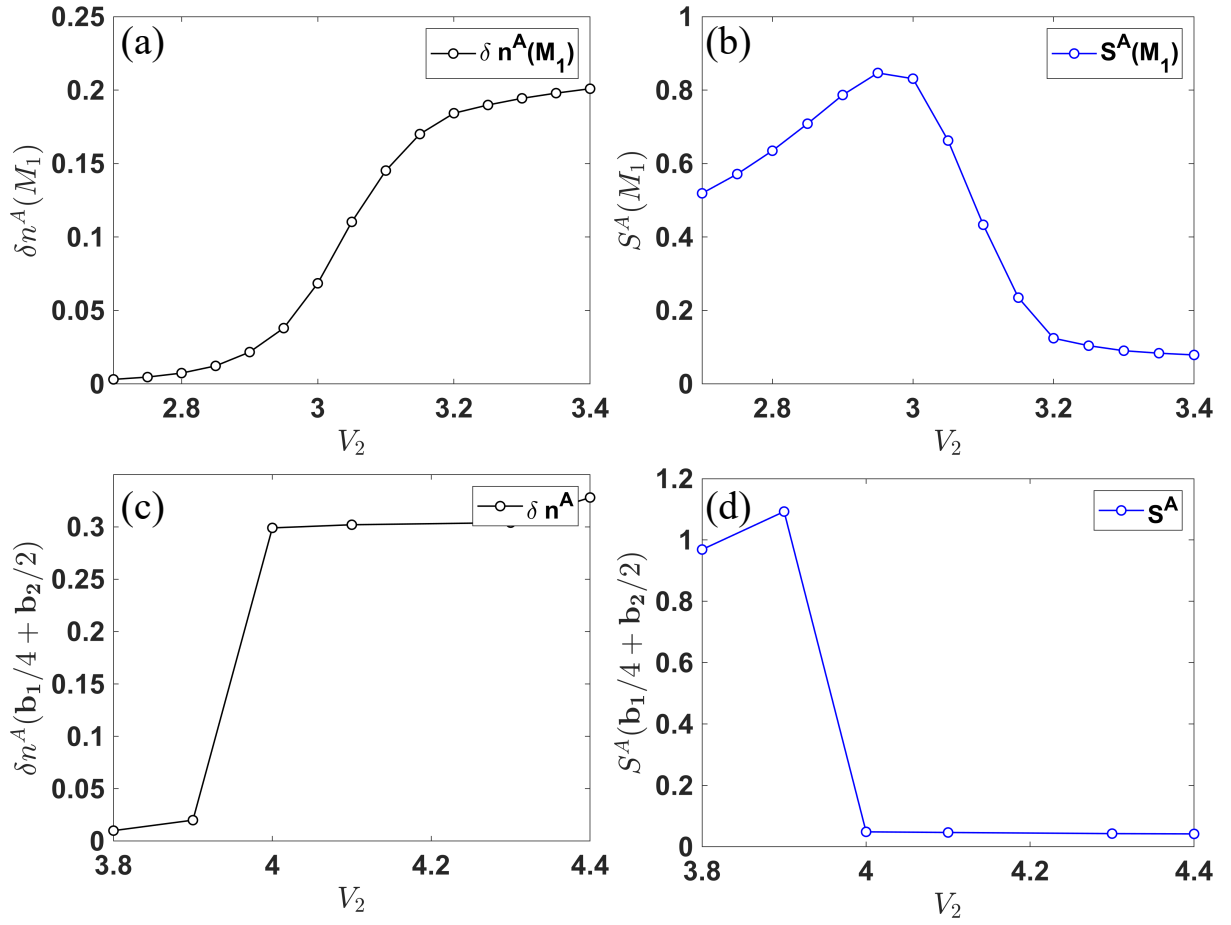 (a)
δ n^A(M_1)
δn^A(M_1)
0.25
0.2
0.15
0.1
0.05
0
2.8 3 3.2 3.4
V_2
(b)
S^A(M_1)
S^A(M_1)
1
0.8
0.6
0.4
0.2
0
2.8 3 3.2 3.4
V_2
(c)
δ n^A
δn^A(b_1/4 + b_2/2)
0.3
0.25
0.2
0.15
0.1
0.05
0
3.8 4 4.2 4.4
V_2
(d)
S^A
S^A(b_1/4 + b_2/2)
1.2
1
0.8
0.6
0.4
0.2
0
3.8 4 4.2 4.4
V_2